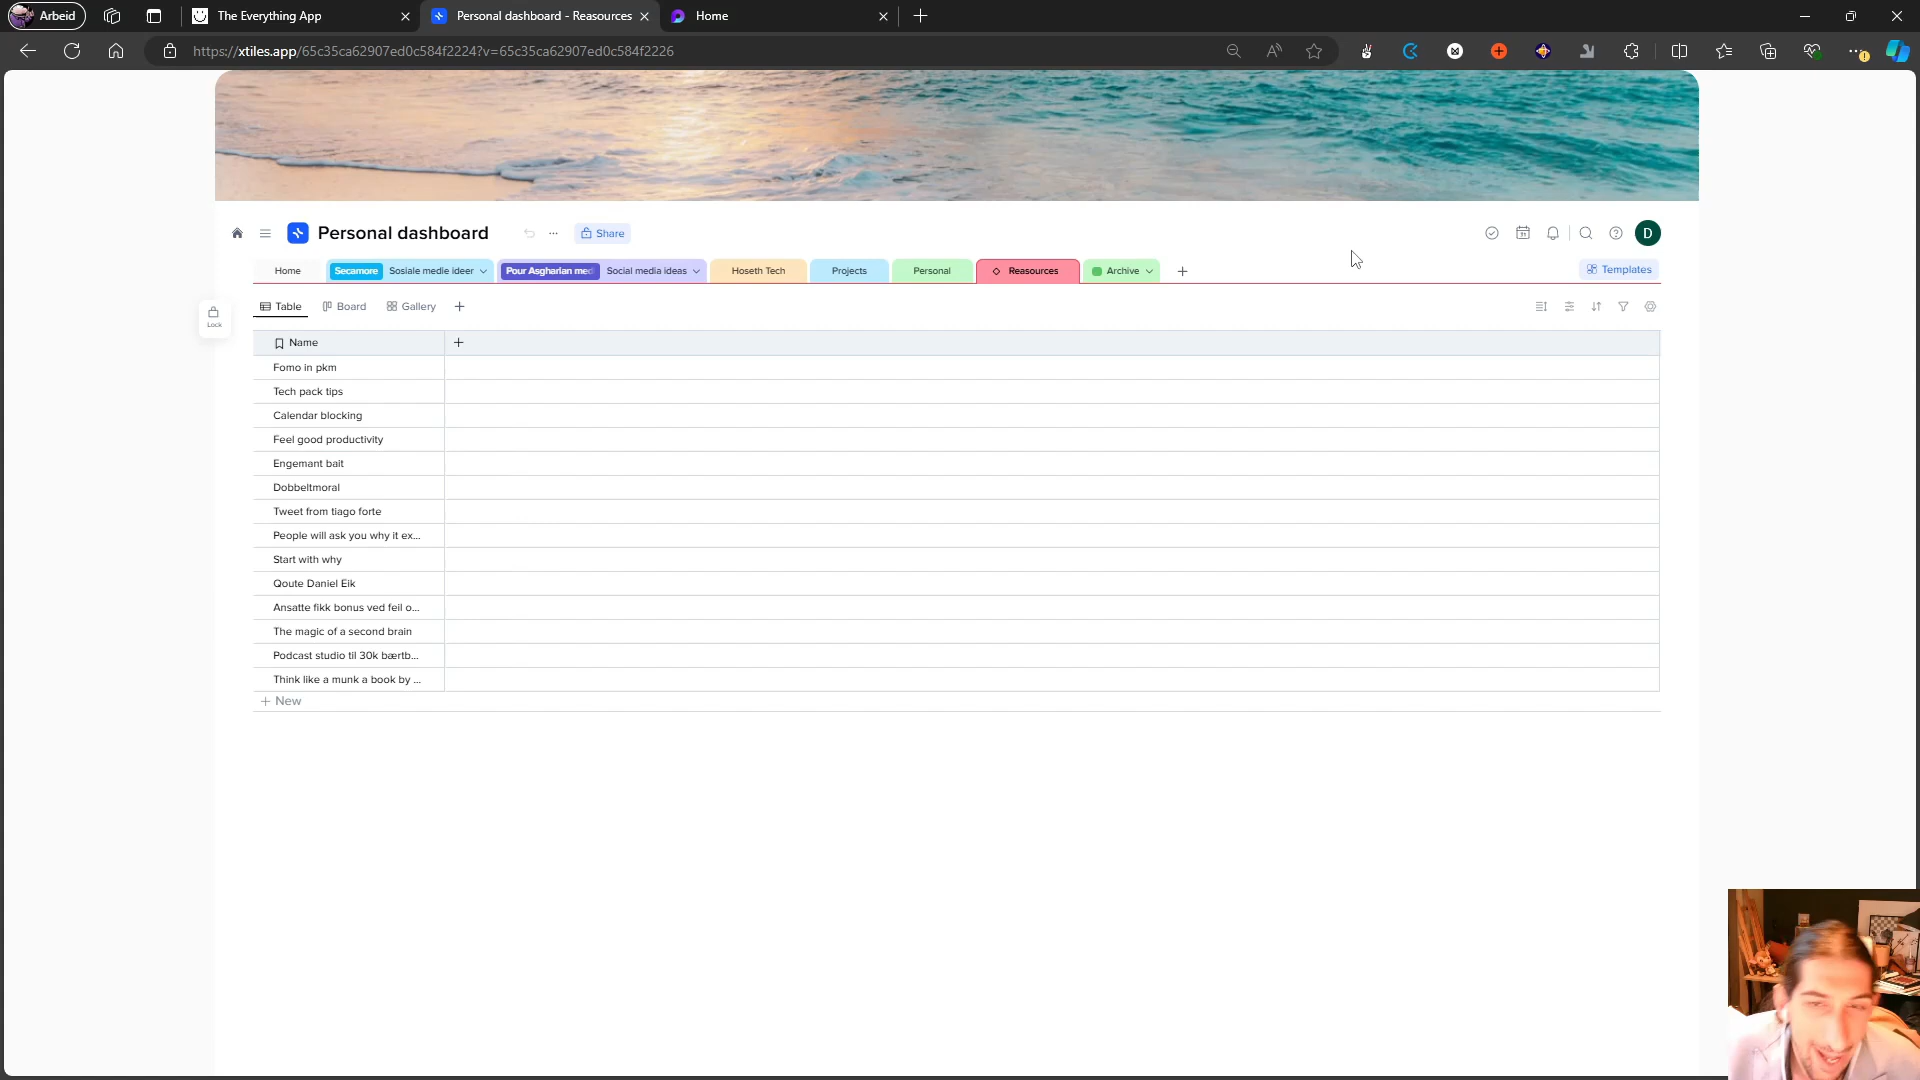 Arbeid
The Everything App
Personal dashboard - Reasources
Home
https://xtiles.app/65c35ca62907ed0c584f2224?v=65c35ca62907ed0c584f2226
Personal dashboard
Share
Home
Secamore Sosiale medie ideer
Pour Asgharian med Social media ideas
Hoseth Tech
Projects
Personal
Reasources
Archive
Templates
Table
Board
Gallery
Lock
Name
Fomo in pkm
Tech pack tips
Calendar blocking
Feel good productivity
Engemant bait
Dobbeltmoral
Tweet from tiago forte
People will ask you why it ex...
Start with why
Qoute Daniel Eik
Ansatte fikk bonus ved feil o...
The magic of a second brain
Podcast studio til 30k bærtb...
Think like a munk a book by ...
New
D